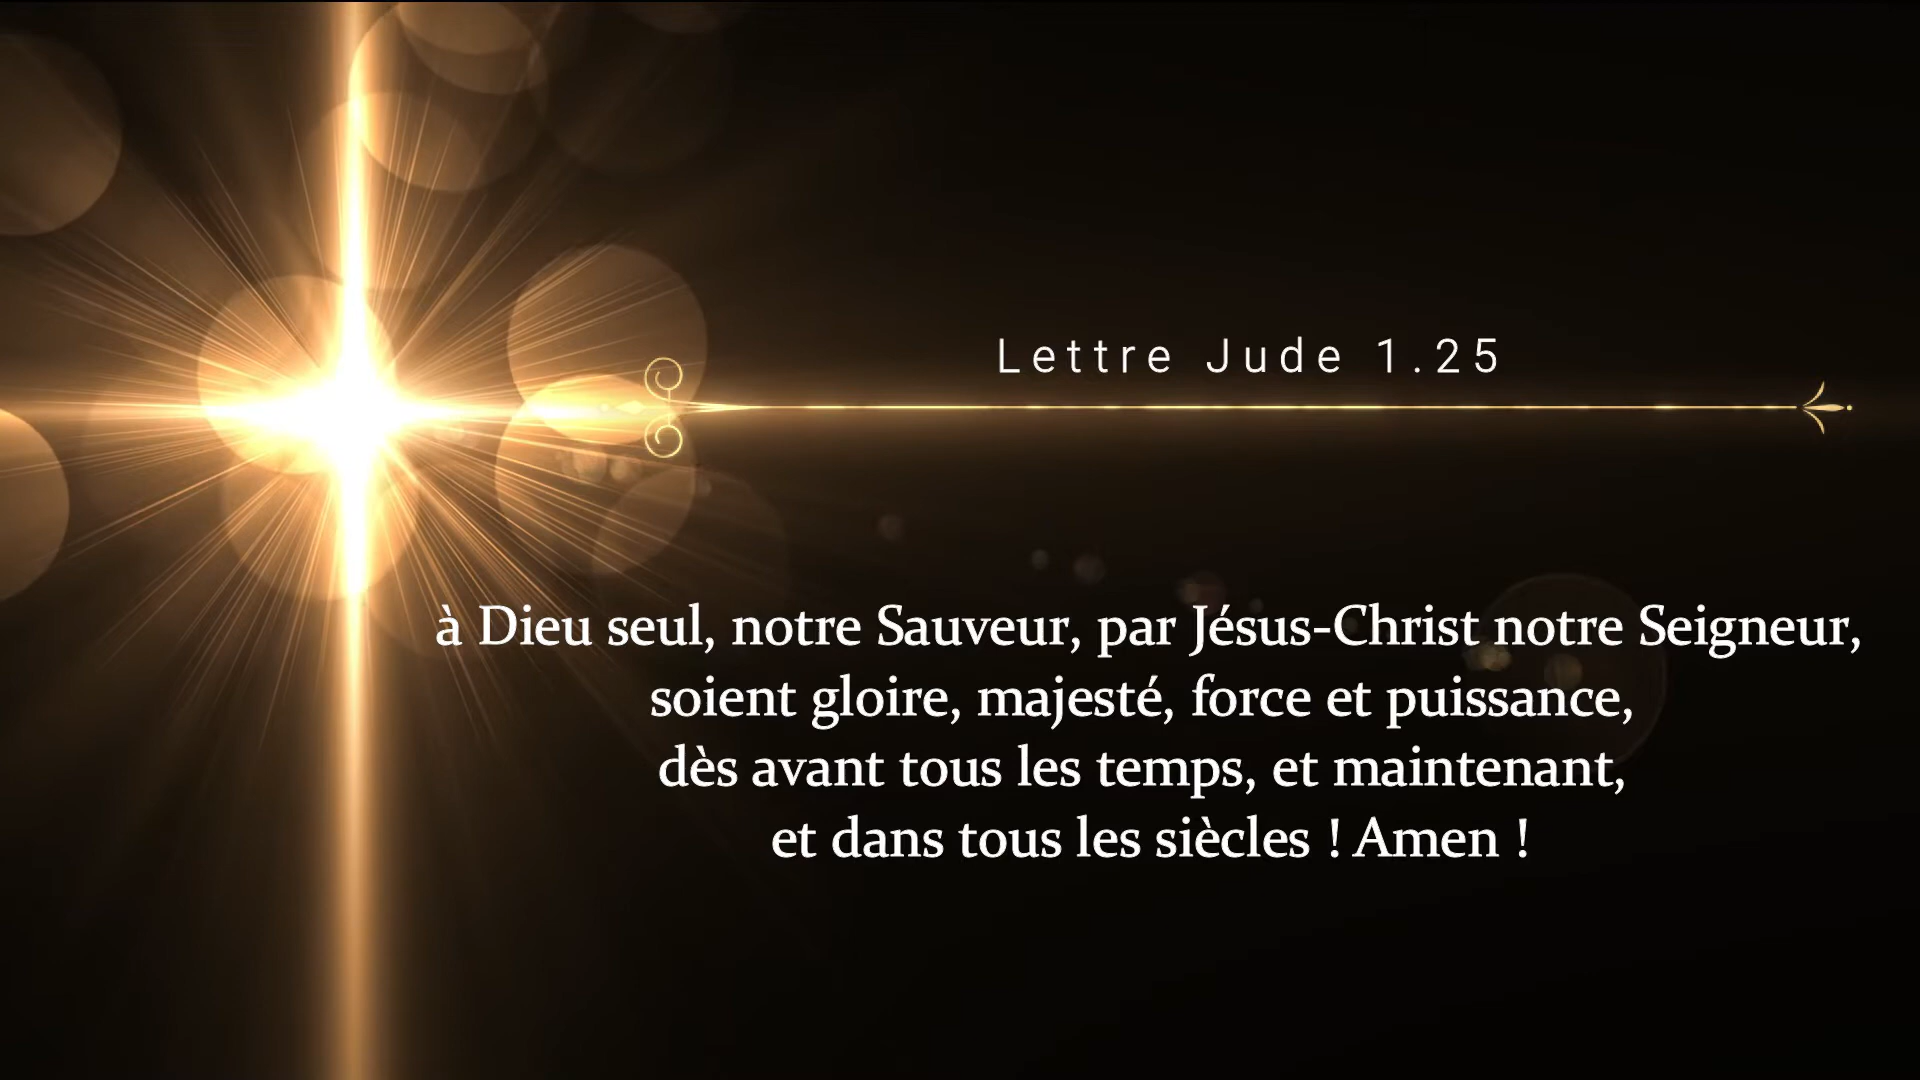 Lettre Jude 1.25
à Dieu seul, notre Sauveur, par Jésus-Christ notre Seigneur,
soient gloire, majesté, force et puissance,
dès avant tous les temps, et maintenant,
et dans tous les siècles ! Amen !